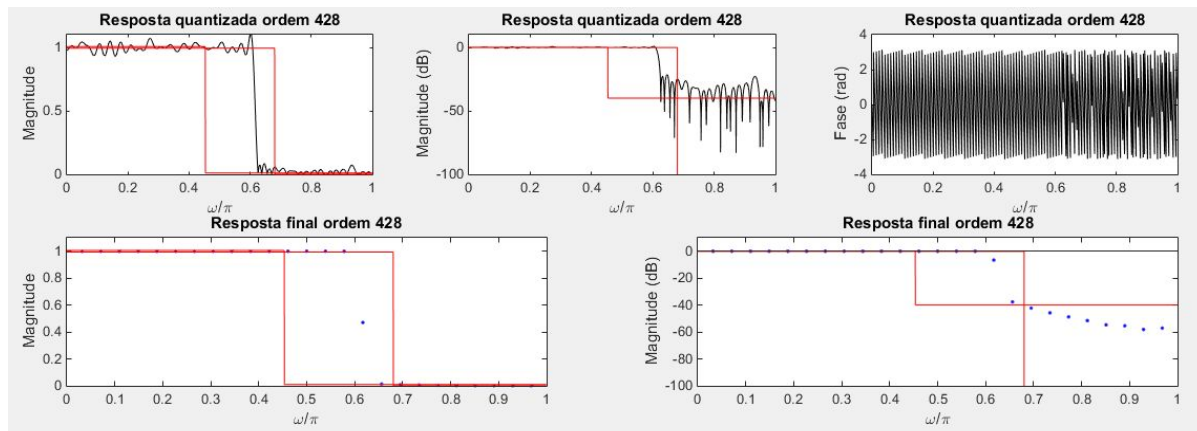 Resposta quantizada ordem 428
Magnitude
1
0.5
0
0 0.2 0.4 0.6 0.8 1
ω/π
Resposta quantizada ordem 428
Magnitude (dB)
0
-50
-100
0 0.2 0.4 0.6 0.8 1
ω/π
Resposta quantizada ordem 428
Fase (rad)
4
2
0
-2
-4
0 0.2 0.4 0.6 0.8 1
ω/π
Resposta final ordem 428
Magnitude
1
0.8
0.6
0.4
0.2
0
0 0.1 0.2 0.3 0.4 0.5 0.6 0.7 0.8 0.9 1
ω/π
Resposta final ordem 428
Magnitude (dB)
0
-20
-40
-60
-80
-100
0 0.1 0.2 0.3 0.4 0.5 0.6 0.7 0.8 0.9 1
ω/π